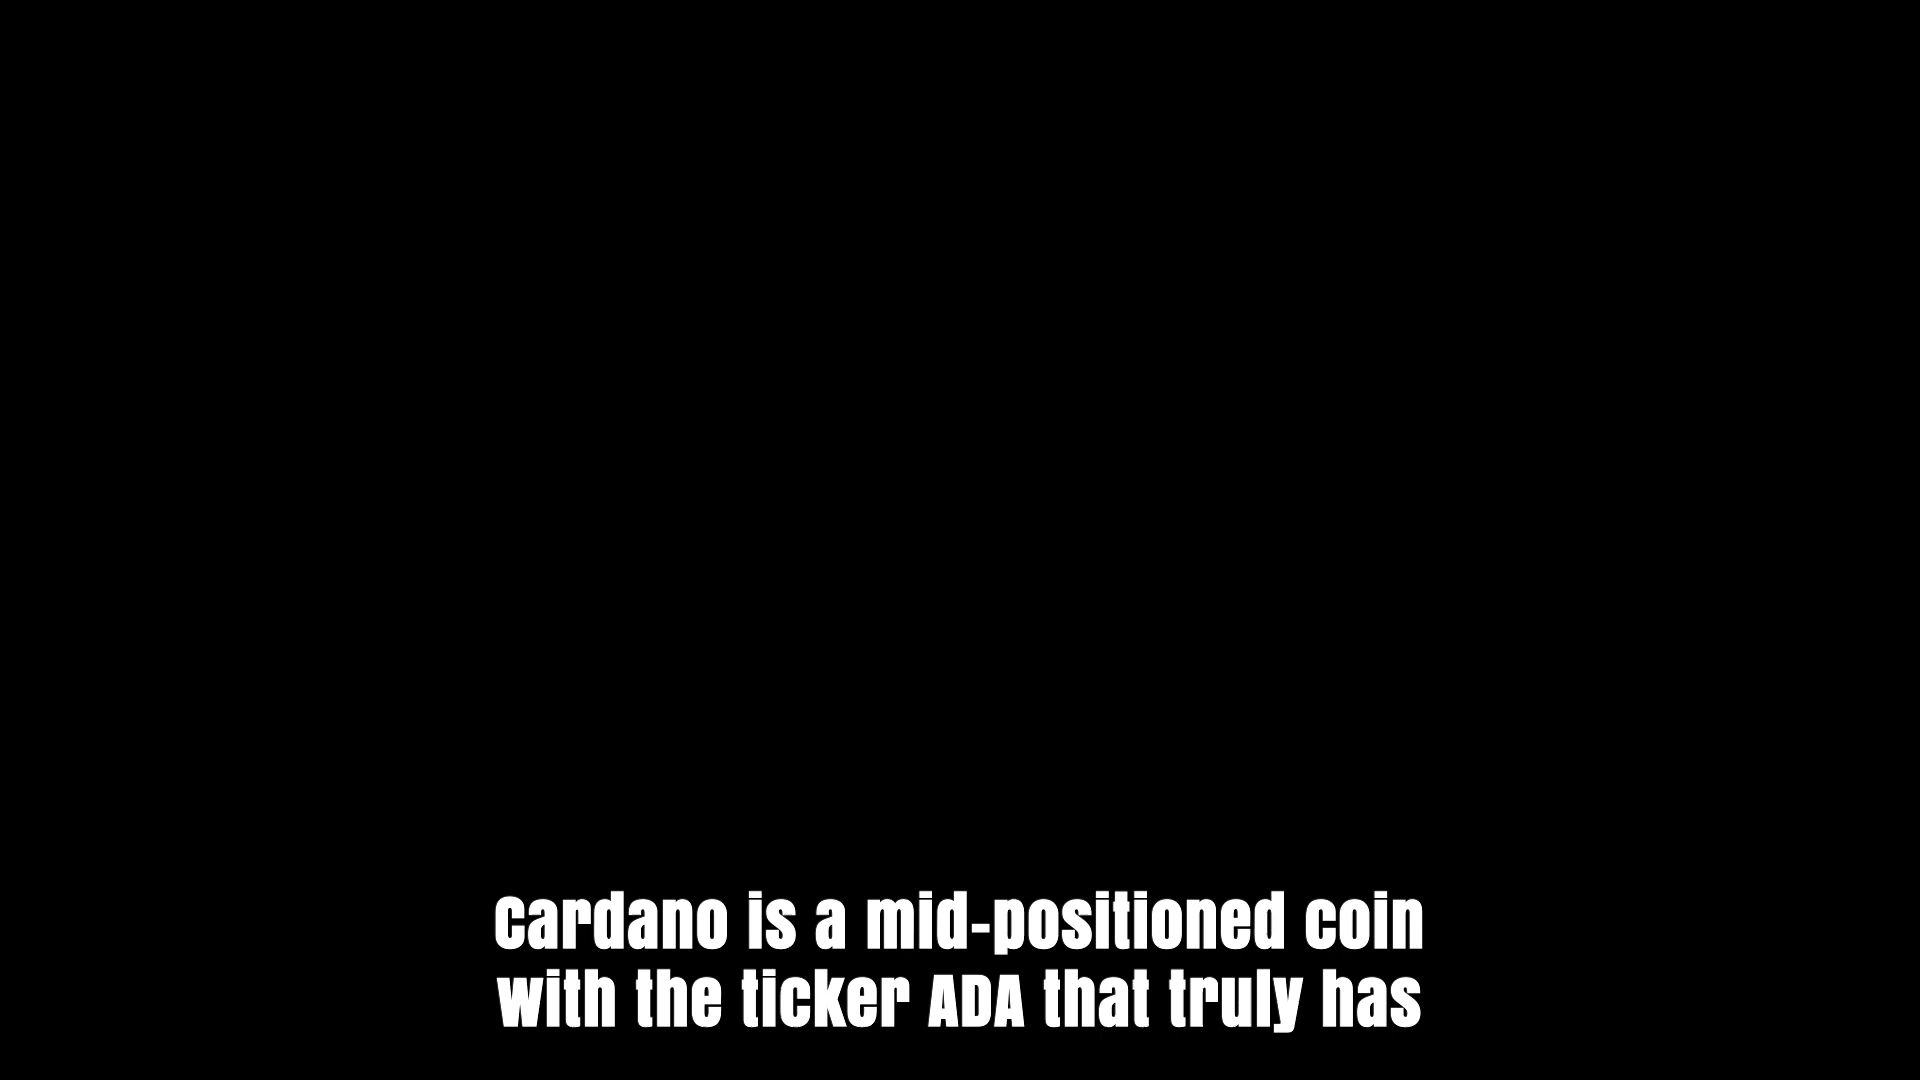 Cardano is a mid-positioned coin
with the ticker ADA that truly has